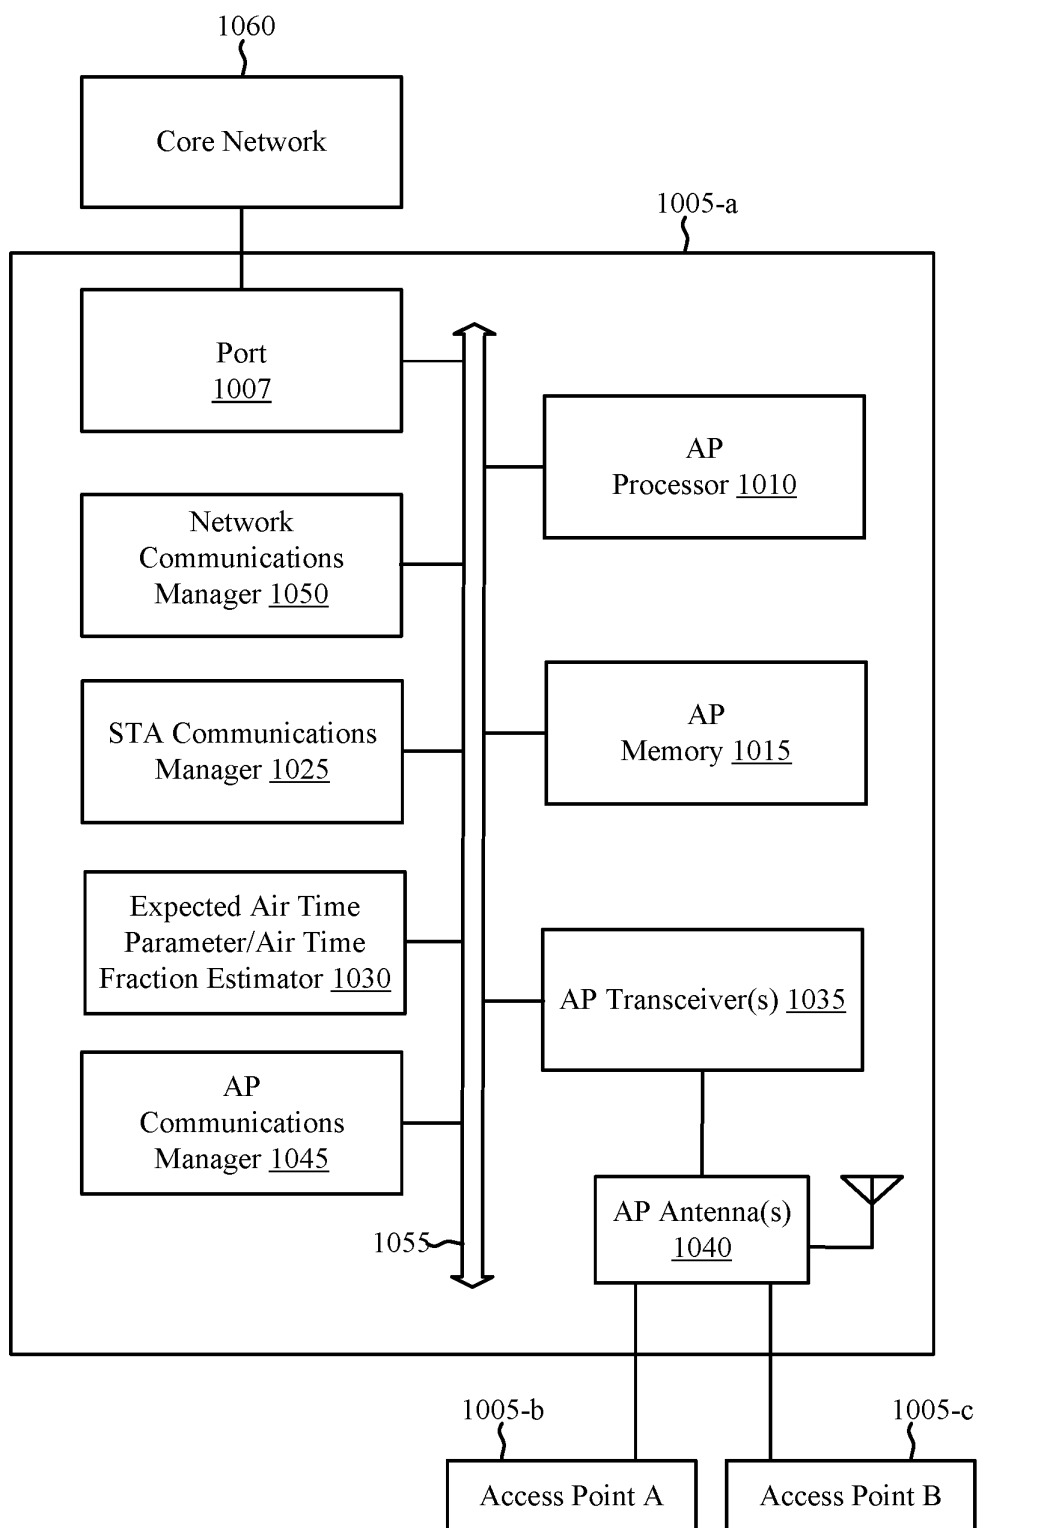 1060
Core Network
1005-a
Port
1007
AP
Processor 1010
Network
Communications
Manager 1050
STA Communications
Manager 1025
AP
Memory 1015
Expected Air Time
Parameter/Air Time
Fraction Estimator 1030
AP Transceiver(s) 1035
AP
Communications
Manager 1045
AP Antenna(s)
1040
1055
1005-b
1005-c
Access Point A
Access Point B